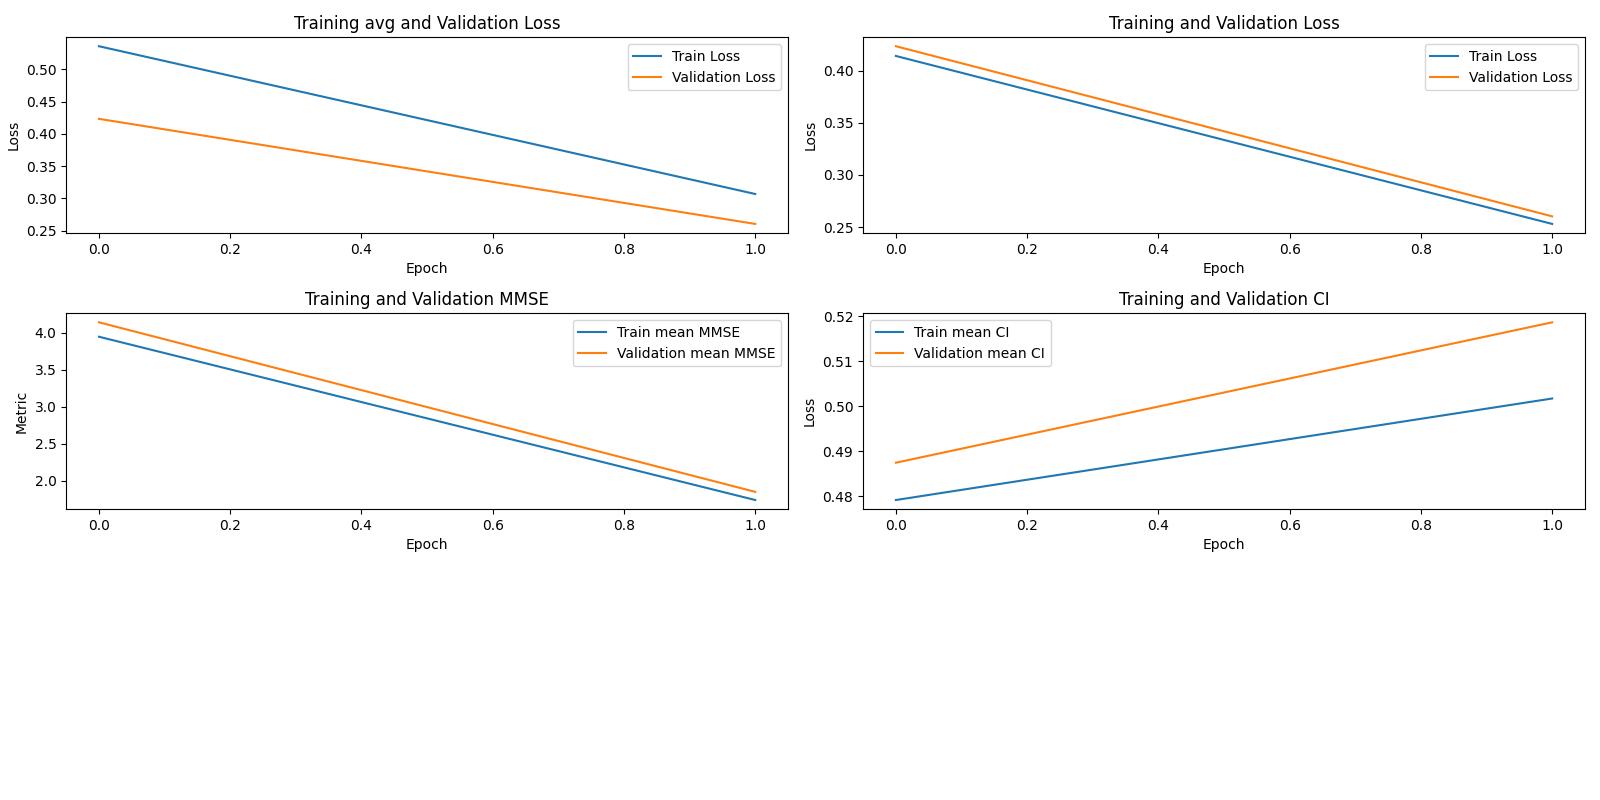 Training avg and Validation Loss
Train Loss
Validation Loss
0.50
0.45
0.40
0.35
0.30
0.25
Loss
0.0 0.2 0.4 0.6 0.8 1.0
Epoch
Training and Validation Loss
Train Loss
Validation Loss
0.40
0.35
0.30
0.25
Loss
0.0 0.2 0.4 0.6 0.8 1.0
Epoch
Training and Validation MMSE
Train mean MMSE
Validation mean MMSE
4.0
3.5
3.0
2.5
2.0
Metric
0.0 0.2 0.4 0.6 0.8 1.0
Epoch
Training and Validation CI
Train mean CI
Validation mean CI
0.52
0.51
0.50
0.49
0.48
Loss
0.0 0.2 0.4 0.6 0.8 1.0
Epoch